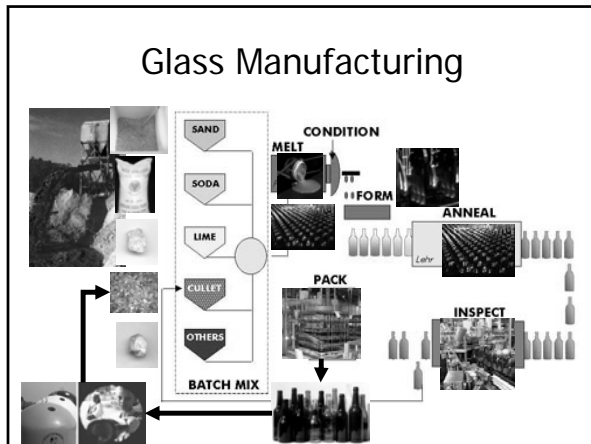 Glass Manufacturing
SAND
SODA
LIME
CULLET
OTHERS
BATCH MIX
MELT
CONDITION
FORM
ANNEAL
Lehr
INSPECT
PACK